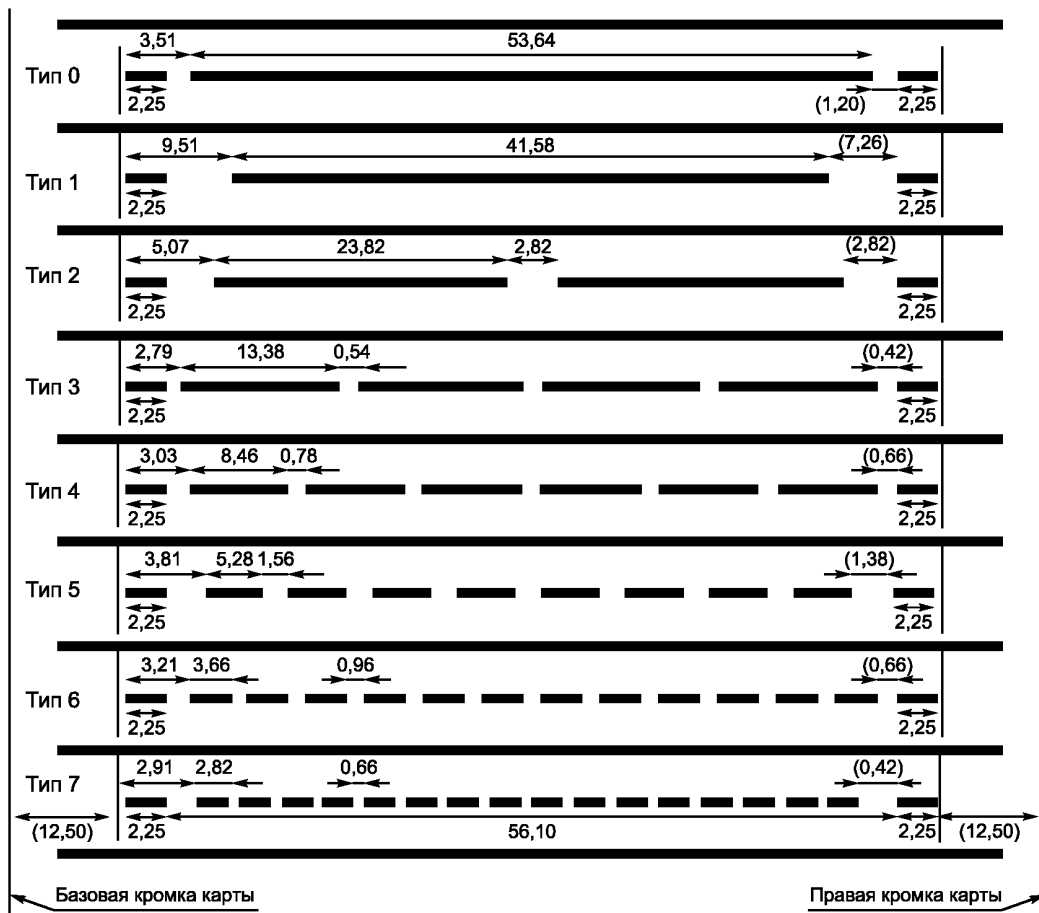 3,51 53,64
Тип 0
2,25 (1,20) 2,25
9,51 41,58 (7,26)
Тип 1
2,25 2,25
5,07 23,82 2,82 (2,82)
Тип 2
2,25 2,25
2,79 13,38 0,54 (0,42)
Тип 3
2,25 2,25
3,03 8,46 0,78 (0,66)
Тип 4
2,25 2,25
3,81 5,28 1,56 (1,38)
Тип 5
2,25 2,25
3,21 3,66 0,96 (0,66)
Тип 6
2,25 2,25
2,91 2,82 0,66 (0,42)
Тип 7
(12,50) 2,25 56,10 2,25 (12,50)
Базовая кромка карты Правая кромка карты